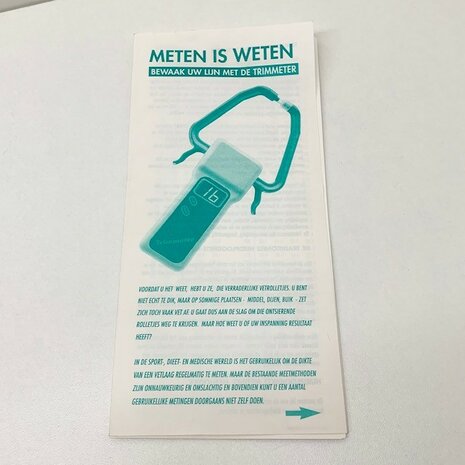 METEN IS WETEN
BEWAAK UW LIJN MET DE TRIMMETER
16
VOORDAT U HET WEET, HEBT U ZE, DIE VERRADERLIJKE VETROLLETJES. U BENT
NIET ECHT TE DIK, MAAR OP SOMMIGE PLAATSEN - MIDDEL, DIJEN, BUIK - ZET
ZICH TOCH VAAK VET AF. U GAAT DUS AAN DE SLAG OM DIE ONTSIERENDE
ROLLETJES WEG TE KRIJGEN. MAAR HOE WEET U OF UW INSPANNING RESULTAAT
HEEFT?
IN DE SPORT-, DIEET- EN MEDISCHE WERELD IS HET GEBRUIKELIJK OM DE DIKTE
VAN EEN VETLAAG REGELMATIG TE METEN. MAAR DE BESTAANDE MEETMETHODEN
ZIJN ONNAUWKEURIG EN OMSLACHTIG EN BOVENDIEN KUNT U EEN AANTAL
GEBRUIKELIJKE METINGEN DOORGAANS NIET ZELF DOEN.